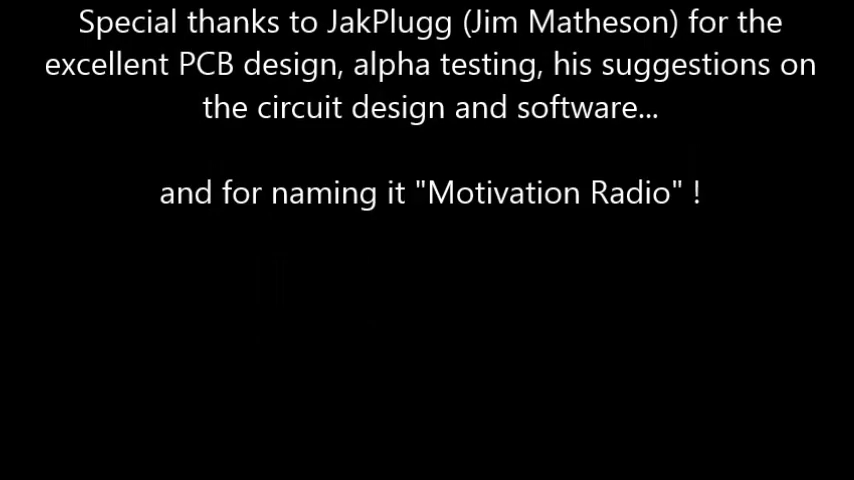 Special thanks to JakPlugg (Jim Matheson) for the
excellent PCB design, alpha testing, his suggestions on
the circuit design and software...
and for naming it "Motivation Radio" !